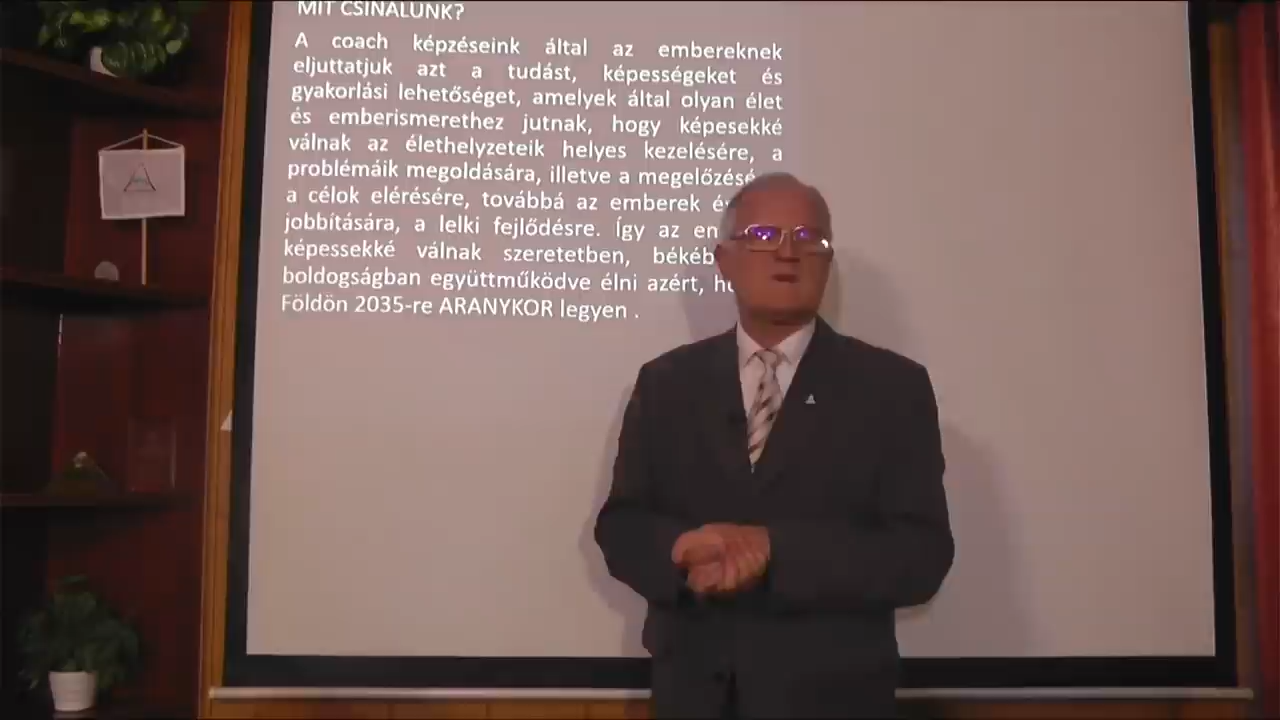 MIT CSINÁLUNK?
A coach képzéseink által az embereknek
eljuttatjuk azt a tudást, képességeket és
gyakorlási lehetőséget, amelyek által olyan élet
és emberismerethez jutnak, hogy képesekké
válnak az élethelyzeteik helyes kezelésére, a
problémáik megoldására, illetve a megelőzésé
a célok elérésére, továbbá az emberek
jobbítására, a lelki fejlődésre. Így az
képessekké válnak szeretetben,
boldogságban együttműködve élni azért,
Földön 2035-re ARANYKOR legyen .